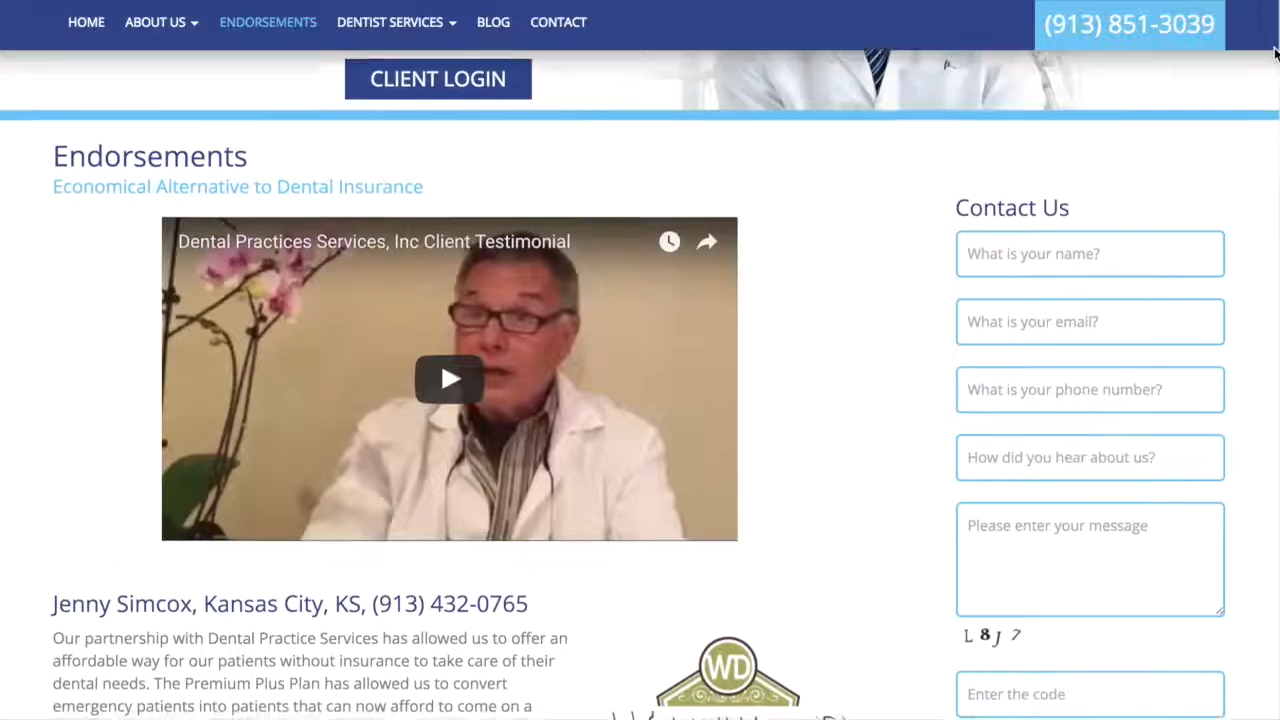 HOME ABOUT US ENDORSEMENTS DENTIST SERVICES BLOG CONTACT (913) 851-3039
CLIENT LOGIN
Endorsements
Economical Alternative to Dental Insurance
Dental Practices Services, Inc Client Testimonial
Jenny Simcox, Kansas City, KS, (913) 432-0765
Our partnership with Dental Practice Services has allowed us to offer an
affordable way for our patients without insurance to take care of their
dental needs. The Premium Plus Plan has allowed us to convert
emergency patients into patients that can now afford to come on a
WD
Contact Us
What is your name?
What is your email?
What is your phone number?
How did you hear about us?
Please enter your message
L 8 J 7
Enter the code